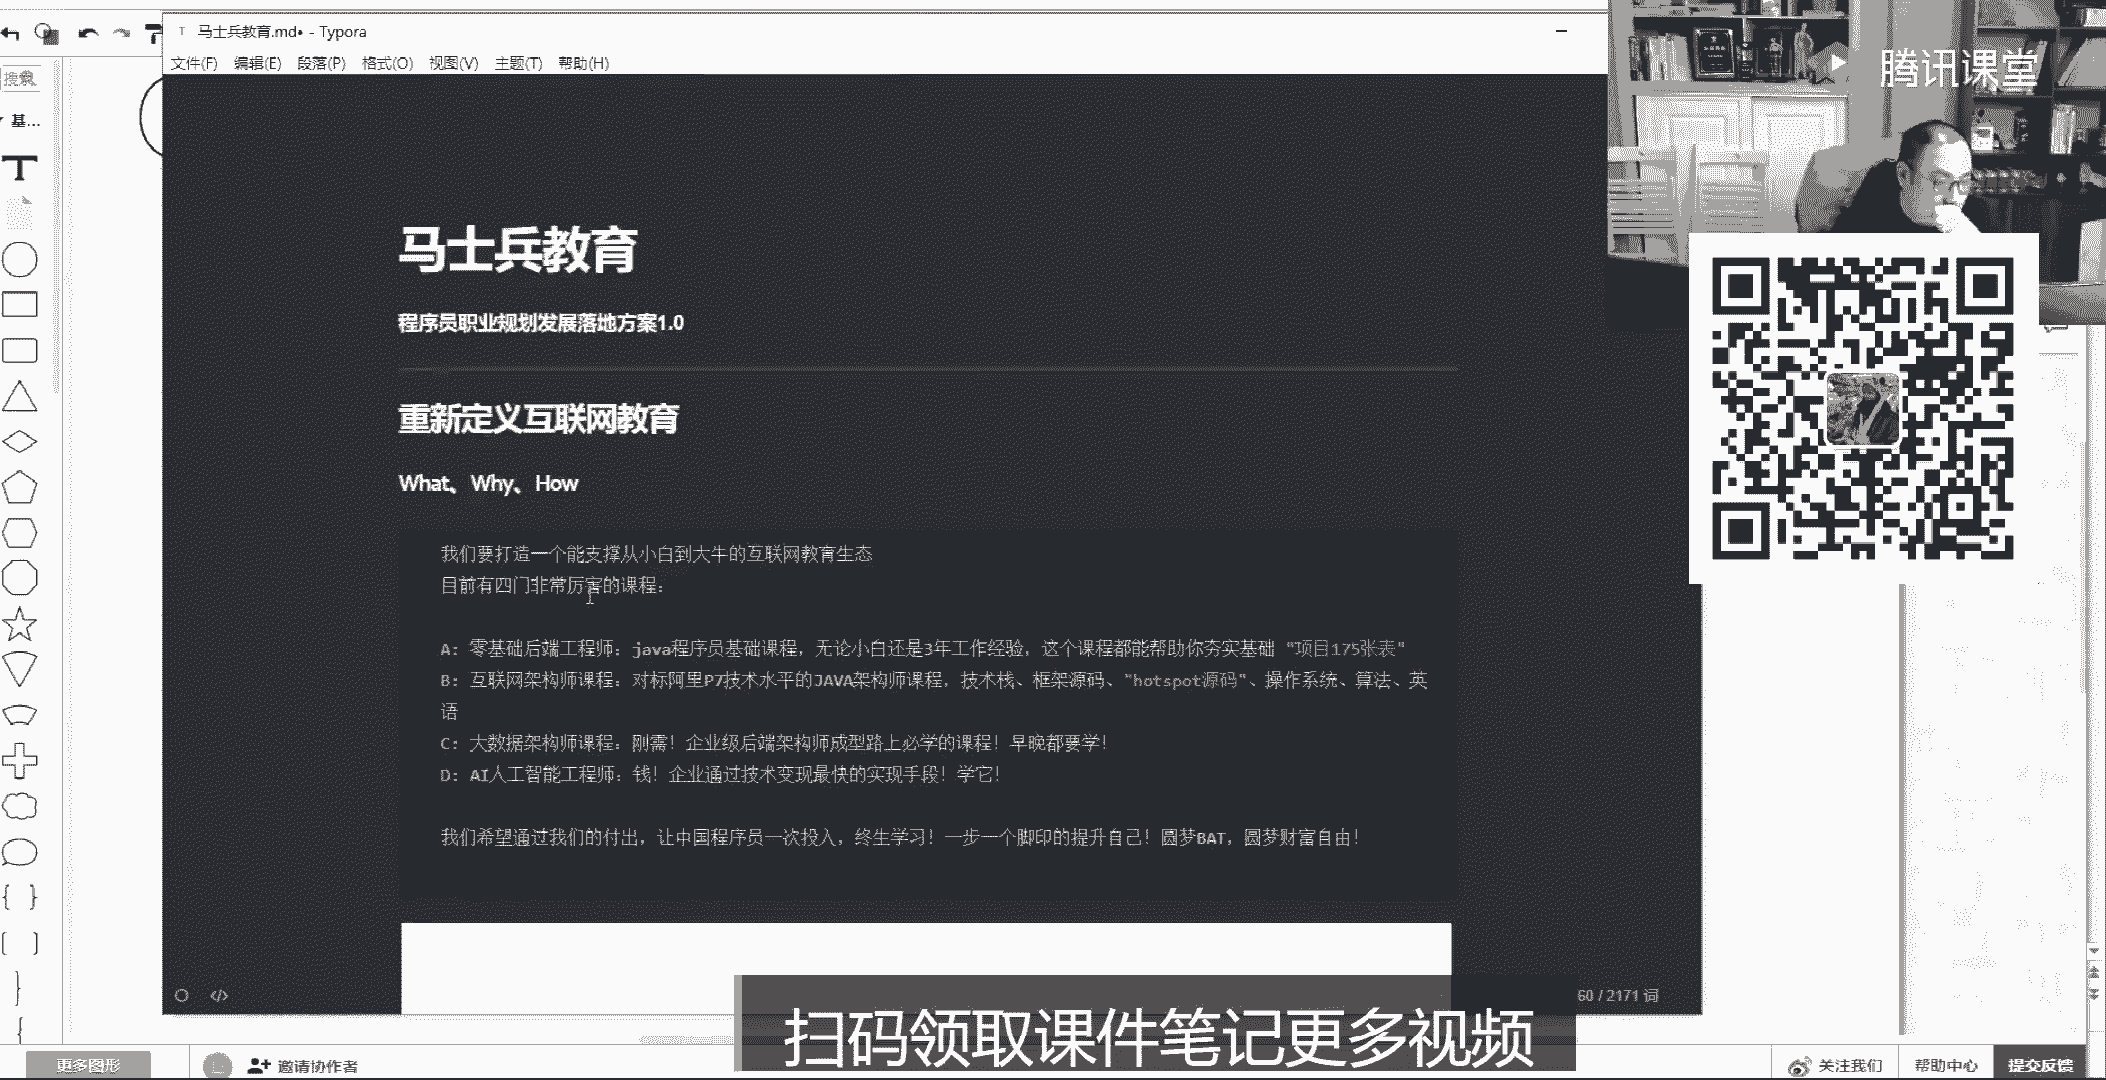 马士兵教育.md• - Typora
文件(F) 编辑(E) 段落(P) 格式(O) 视图(V) 主题(T) 帮助(H)
腾讯课堂
搜索
基...
T
马士兵教育
程序员职业规划发展落地方案1.0
重新定义互联网教育
What、Why、How
我们要打造一个能支撑从小白到大牛的互联网教育生态
目前有四门非常厉害的课程：
A: 零基础后端工程师：java程序员基础课程，无论小白还是3年工作经验，这个课程都能帮助你夯实基础 "项目175张表"
B: 互联网架构师课程：对标阿里P7技术水平的JAVA架构师课程，技术栈、框架源码、"hotspot源码"、操作系统、算法、英
语
C: 大数据架构师课程：刚需！企业级后端架构师成型路上必学的课程！早晚都要学！
D: AI人工智能工程师：钱！企业通过技术变现最快的实现手段！学它！
我们希望通过我们的付出，让中国程序员一次投入，终生学习！一步一个脚印的提升自己！圆梦BAT，圆梦财富自由！
60 / 2171 词
扫码领取课件笔记更多视频
更多图形
邀请协作者
关注我们
帮助中心
提交反馈